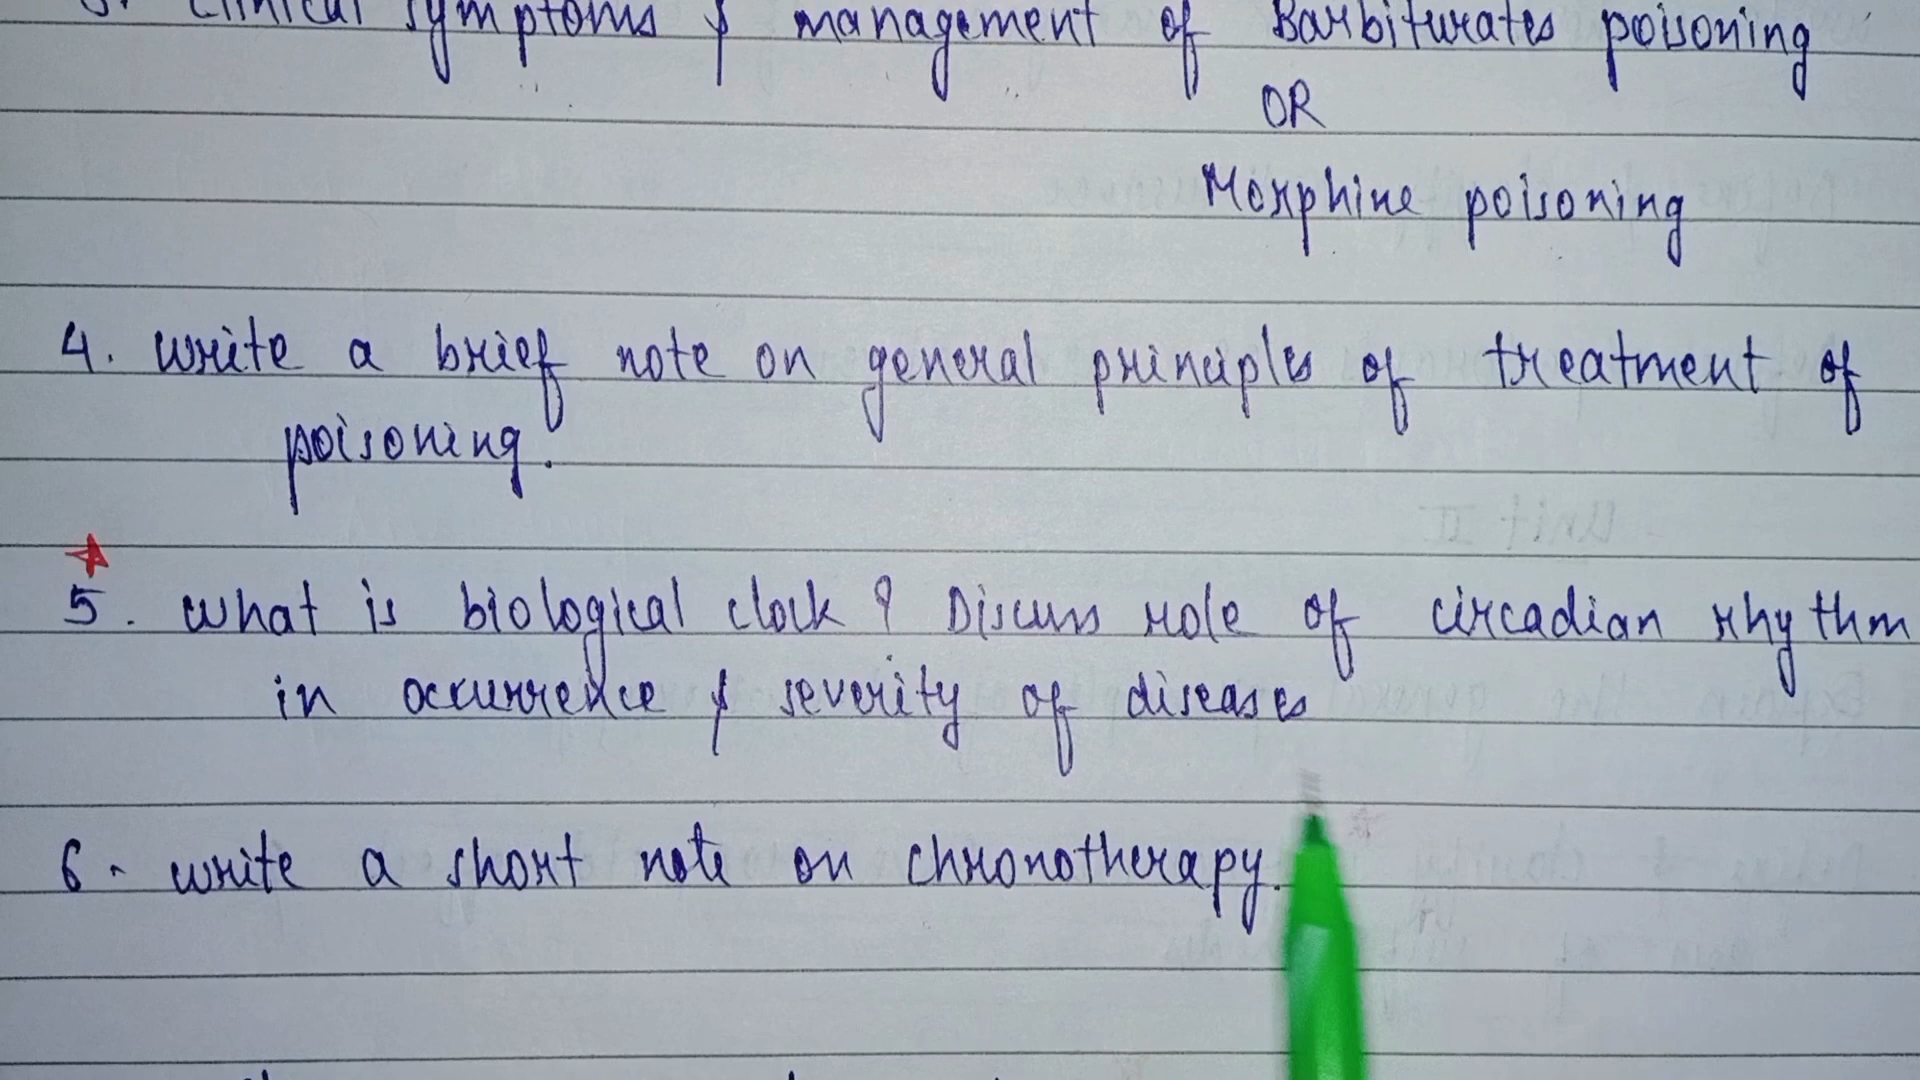 3. Clinical symptoms & management of Barbiturates poisoning
OR
Morphine poisoning
4. Write a brief note on general principles of treatment of
poisoning.
5. What is biological clock? Discuss role of circadian rhythm
in occurrence & severity of diseases
6. Write a short note on chronotherapy.